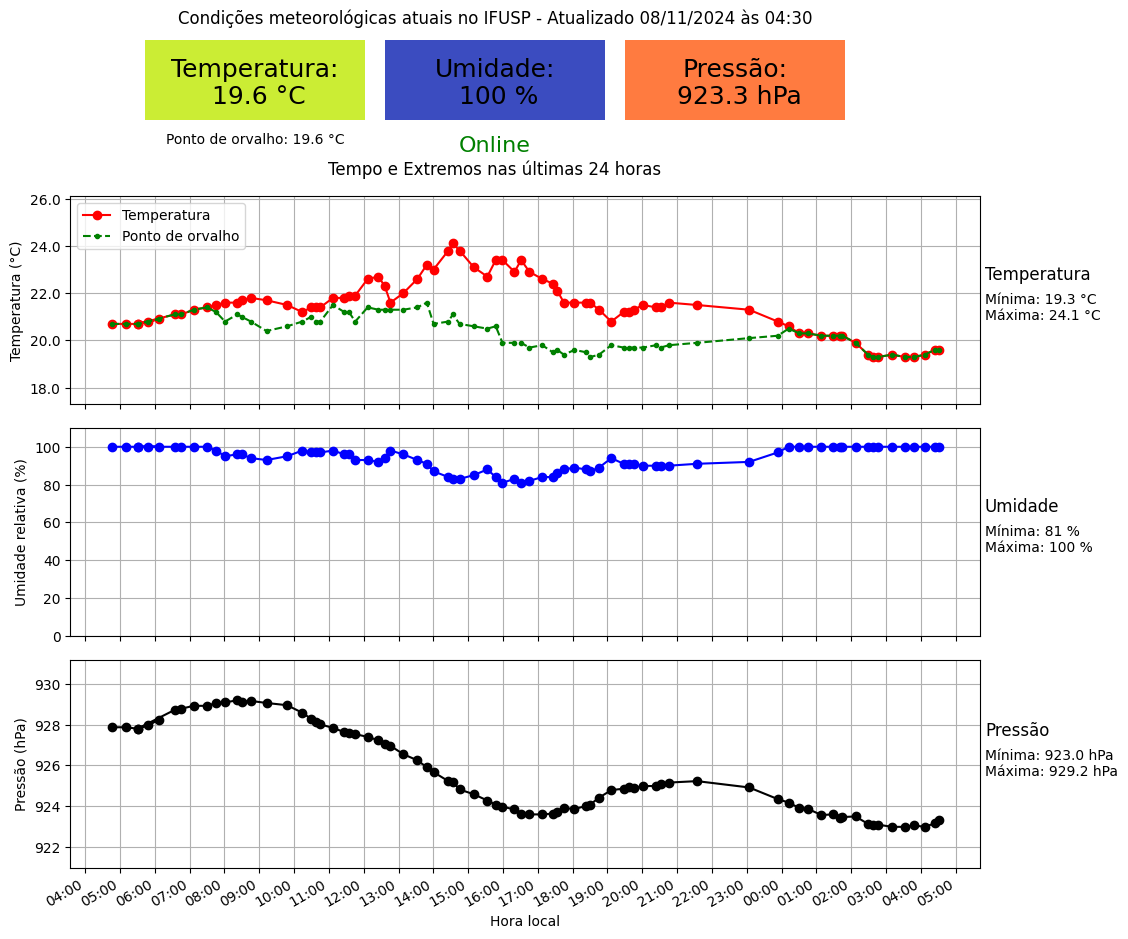 Condições meteorológicas atuais no IFUSP - Atualizado 08/11/2024 às 04:30
Temperatura:
19.6 °C
Umidade:
100 %
Pressão:
923.3 hPa
Ponto de orvalho: 19.6 °C
Online
Tempo e Extremos nas últimas 24 horas
Temperatura (°C)
26.0
24.0
22.0
20.0
18.0
Temperatura
Ponto de orvalho
Temperatura
Mínima: 19.3 °C
Máxima: 24.1 °C
Umidade relativa (%)
100
80
60
40
20
0
Umidade
Mínima: 81 %
Máxima: 100 %
Pressão (hPa)
930
928
926
924
922
Pressão
Mínima: 923.0 hPa
Máxima: 929.2 hPa
04:00
05:00
06:00
07:00
08:00
09:00
10:00
11:00
12:00
13:00
14:00
15:00
16:00
17:00
18:00
19:00
20:00
21:00
22:00
23:00
00:00
01:00
02:00
03:00
04:00
05:00
Hora local